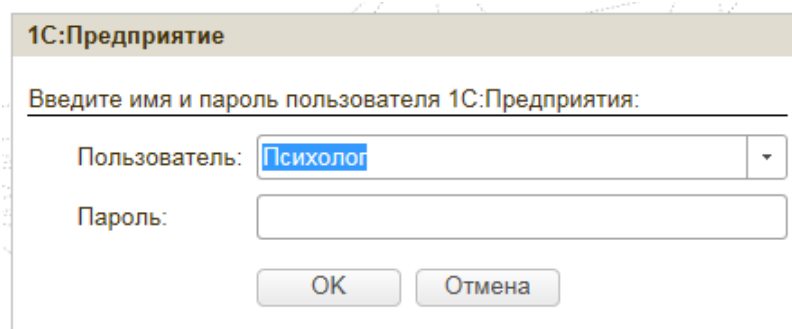 1С:Предприятие
Введите имя и пароль пользователя 1С:Предприятия:
Пользователь: Психолог
Пароль:
OK Отмена